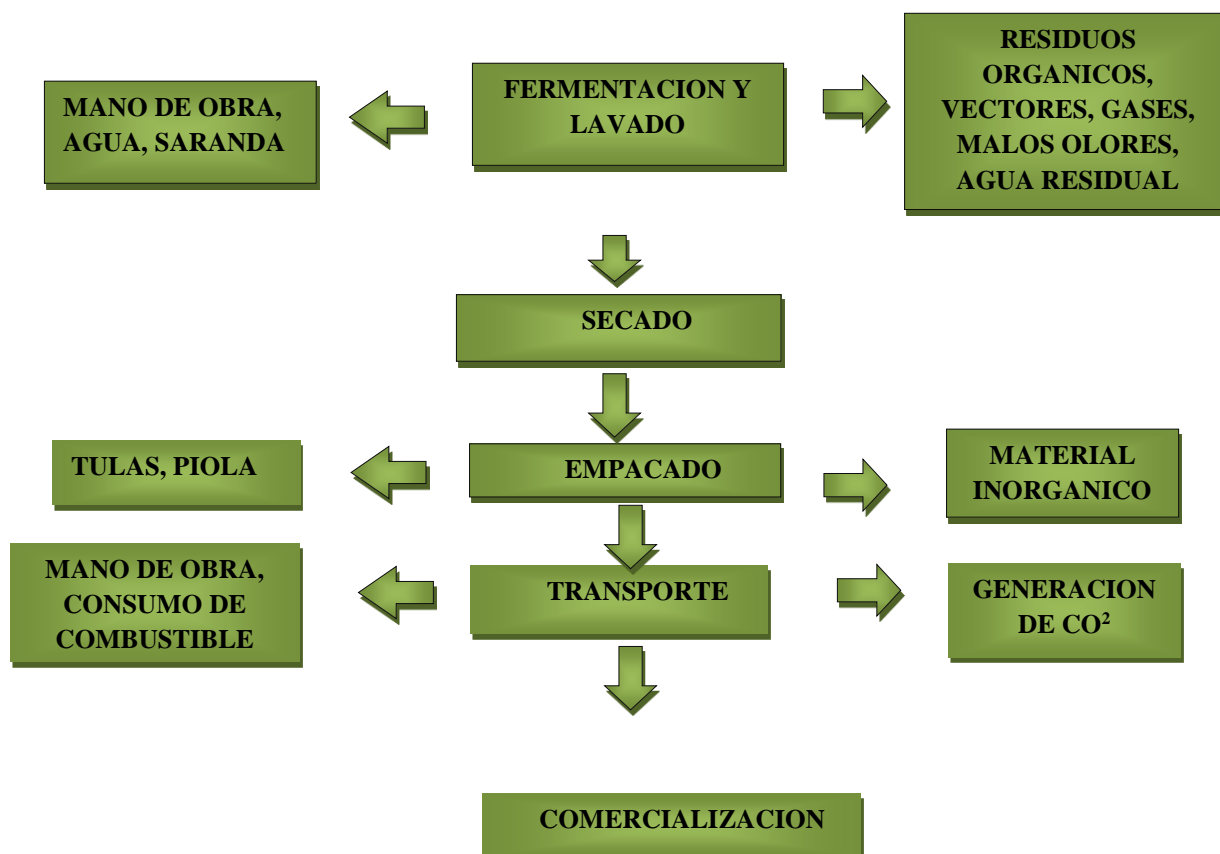 MANO DE OBRA,
AGUA, SARANDA
FERMENTACION Y
LAVADO
RESIDUOS
ORGANICOS,
VECTORES, GASES,
MALOS OLORES,
AGUA RESIDUAL
SECADO
TULAS, PIOLA
EMPACADO
MATERIAL
INORGANICO
MANO DE OBRA,
CONSUMO DE
COMBUSTIBLE
TRANSPORTE
GENERACION
DE CO²
COMERCIALIZACION